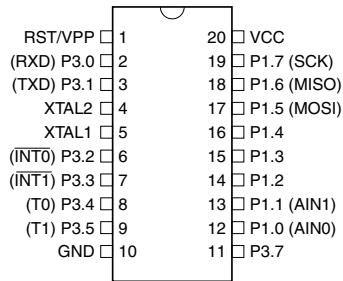 RST/VPP 1 20 VCC
(RXD) P3.0 2 19 P1.7 (SCK)
(TXD) P3.1 3 18 P1.6 (MISO)
XTAL2 4 17 P1.5 (MOSI)
XTAL1 5 16 P1.4
(INT0) P3.2 6 15 P1.3
(INT1) P3.3 7 14 P1.2
(T0) P3.4 8 13 P1.1 (AIN1)
(T1) P3.5 9 12 P1.0 (AIN0)
GND 10 11 P3.7